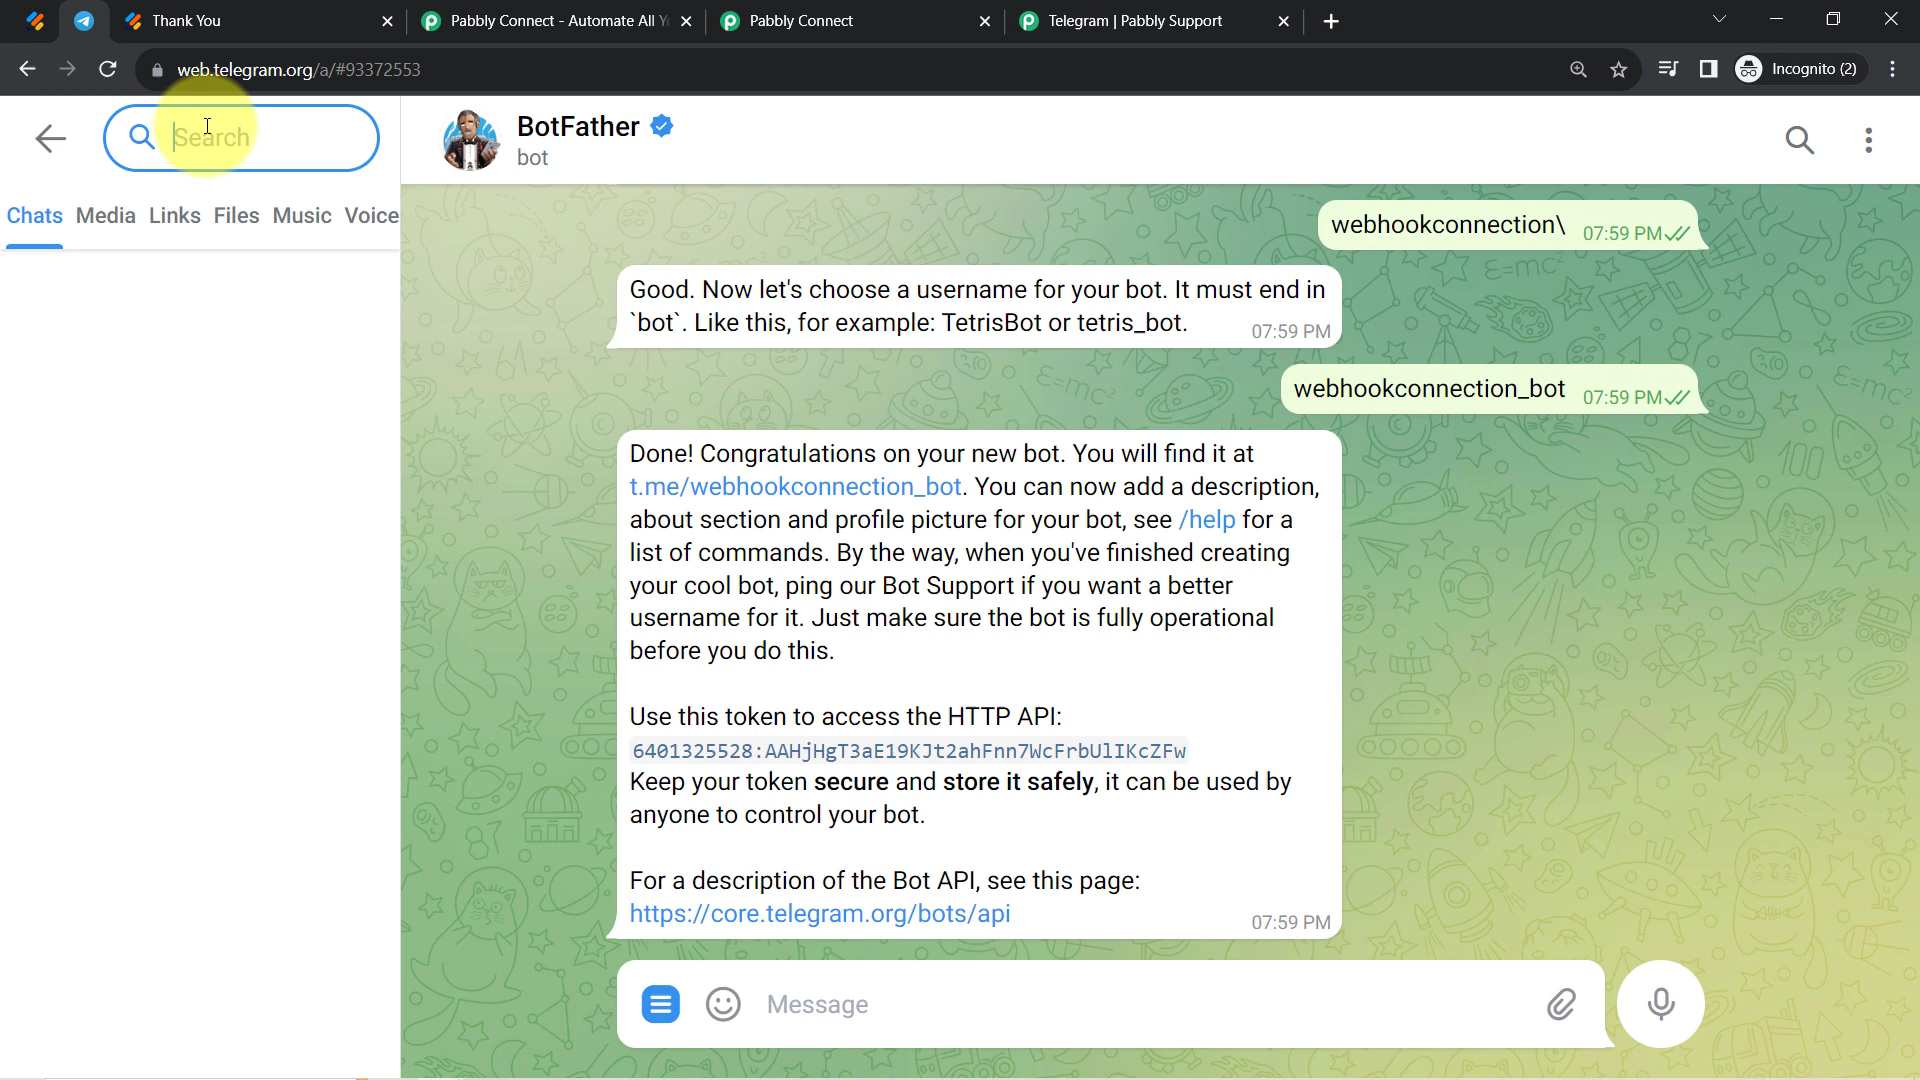 Thank You
Pabbly Connect - Automate All Y
Pabbly Connect
Telegram | Pabbly Support
web.telegram.org/a/#93372553
Incognito (2)
Search
BotFather
bot
Chats Media Links Files Music Voice
webhookconnection\ 07:59 PM
Good. Now let's choose a username for your bot. It must end in
`bot`. Like this, for example: TetrisBot or tetris_bot. 07:59 PM
webhookconnection_bot 07:59 PM
Done! Congratulations on your new bot. You will find it at
t.me/webhookconnection_bot. You can now add a description,
about section and profile picture for your bot, see /help for a
list of commands. By the way, when you've finished creating
your cool bot, ping our Bot Support if you want a better
username for it. Just make sure the bot is fully operational
before you do this.
Use this token to access the HTTP API:
6401325528:AAHjHgT3aE19KJt2ahFnn7WcFrbUlIKcZFw
Keep your token secure and store it safely, it can be used by
anyone to control your bot.
For a description of the Bot API, see this page:
https://core.telegram.org/bots/api 07:59 PM
Message